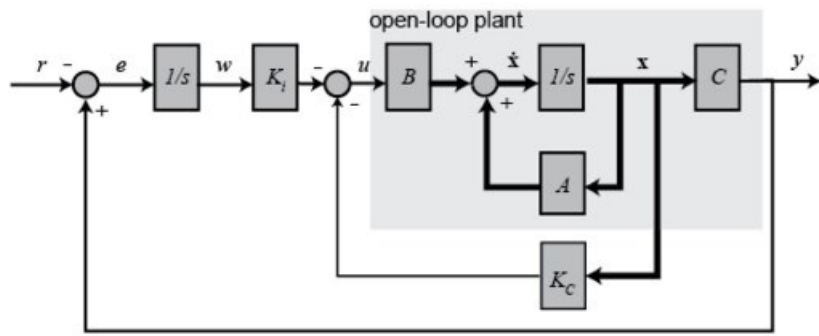 open-loop plant
r - e 1/s w K_i - u B + ẋ 1/s x C y
+ - +
A
K_C